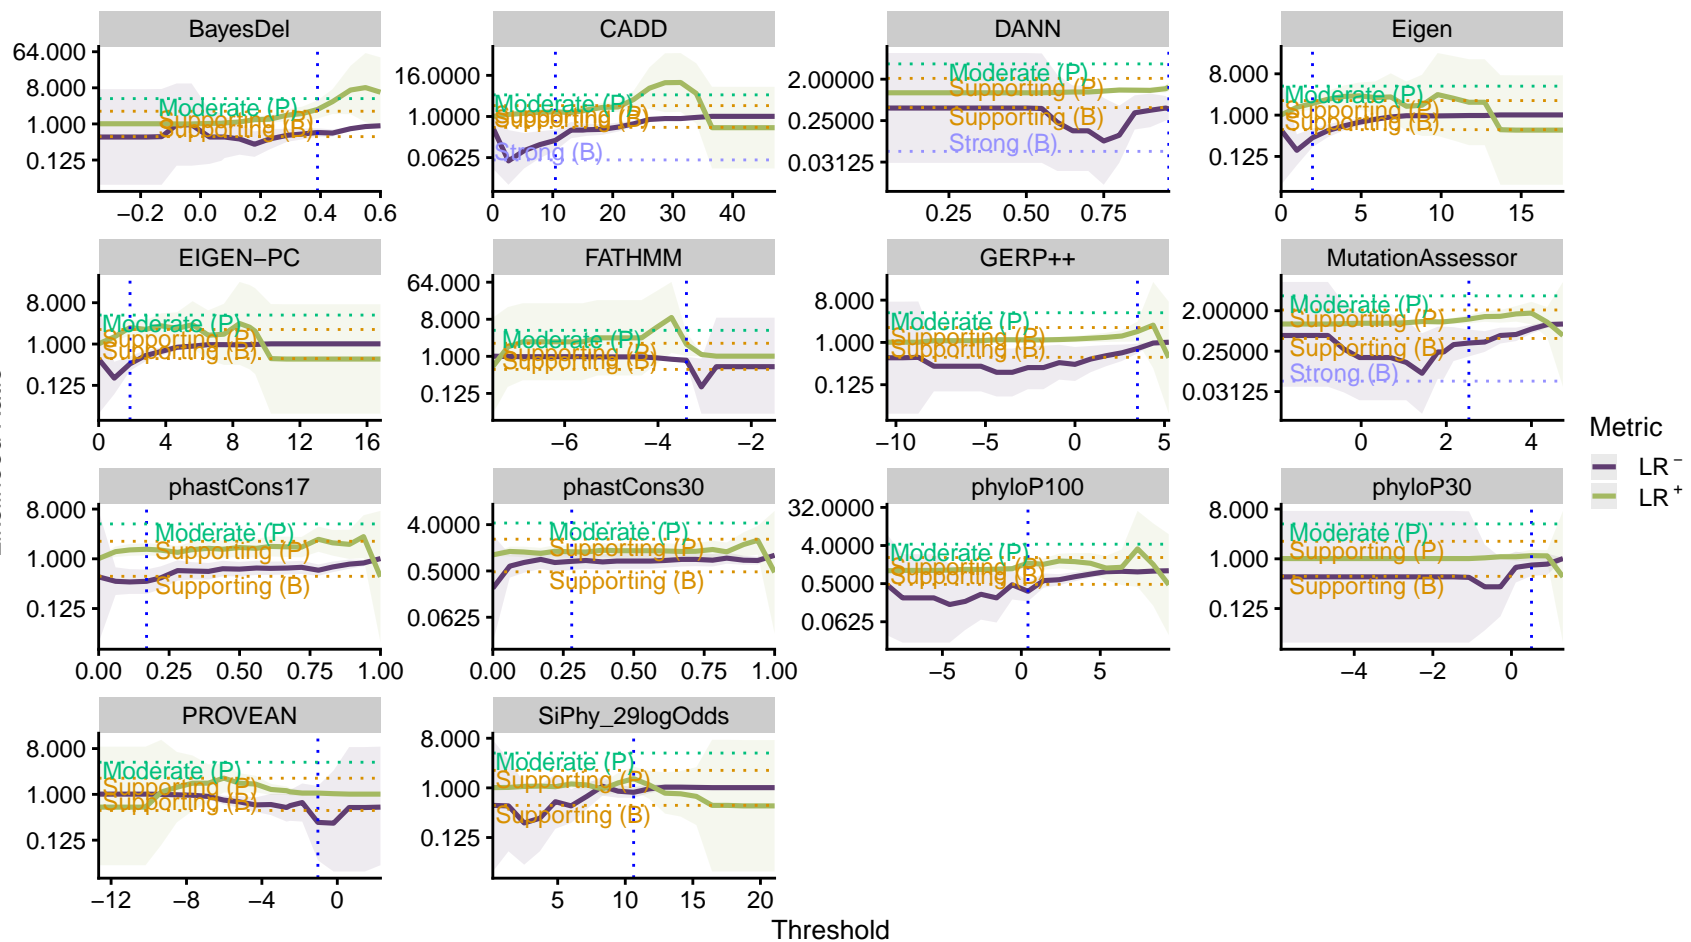 BayesDel
CADD
DANN
Eigen
64.000
8.000
1.000
0.125
Moderate (P)
Supporting (P)
Supporting (B)
−0.2 0.0 0.2 0.4 0.6
16.0000
1.0000
0.0625
Moderate (P)
Supporting (P)
Supporting (B)
Strong (B)
0 10 20 30 40
2.00000
0.25000
0.03125
Moderate (P)
Supporting (P)
Supporting (B)
Strong (B)
0.25 0.50 0.75
8.000
1.000
0.125
Moderate (P)
Supporting (P)
Supporting (B)
0 5 10 15
EIGEN−PC
FATHMM
GERP++
MutationAssessor
8.000
1.000
0.125
Moderate (P)
Supporting (P)
Supporting (B)
0 4 8 12 16
64.000
8.000
1.000
0.125
Moderate (P)
Supporting (P)
Supporting (B)
−6 −4 −2
8.000
1.000
0.125
Moderate (P)
Supporting (P)
Supporting (B)
−10 −5 0 5
2.00000
0.25000
0.03125
Moderate (P)
Supporting (P)
Supporting (B)
Strong (B)
0 2 4
phastCons17
phastCons30
phyloP100
phyloP30
8.000
1.000
0.125
Moderate (P)
Supporting (P)
Supporting (B)
0.00 0.25 0.50 0.75 1.00
4.0000
0.5000
0.0625
Moderate (P)
Supporting (P)
Supporting (B)
0.00 0.25 0.50 0.75 1.00
32.0000
4.0000
0.5000
0.0625
Moderate (P)
Supporting (P)
Supporting (B)
−5 0 5
8.000
1.000
0.125
Moderate (P)
Supporting (P)
Supporting (B)
−4 −2 0
PROVEAN
SiPhy_29logOdds
8.000
1.000
0.125
Moderate (P)
Supporting (P)
Supporting (B)
−12 −8 −4 0
8.000
1.000
0.125
Moderate (P)
Supporting (P)
Supporting (B)
5 10 15 20
Threshold
Metric
LR⁻
LR⁺